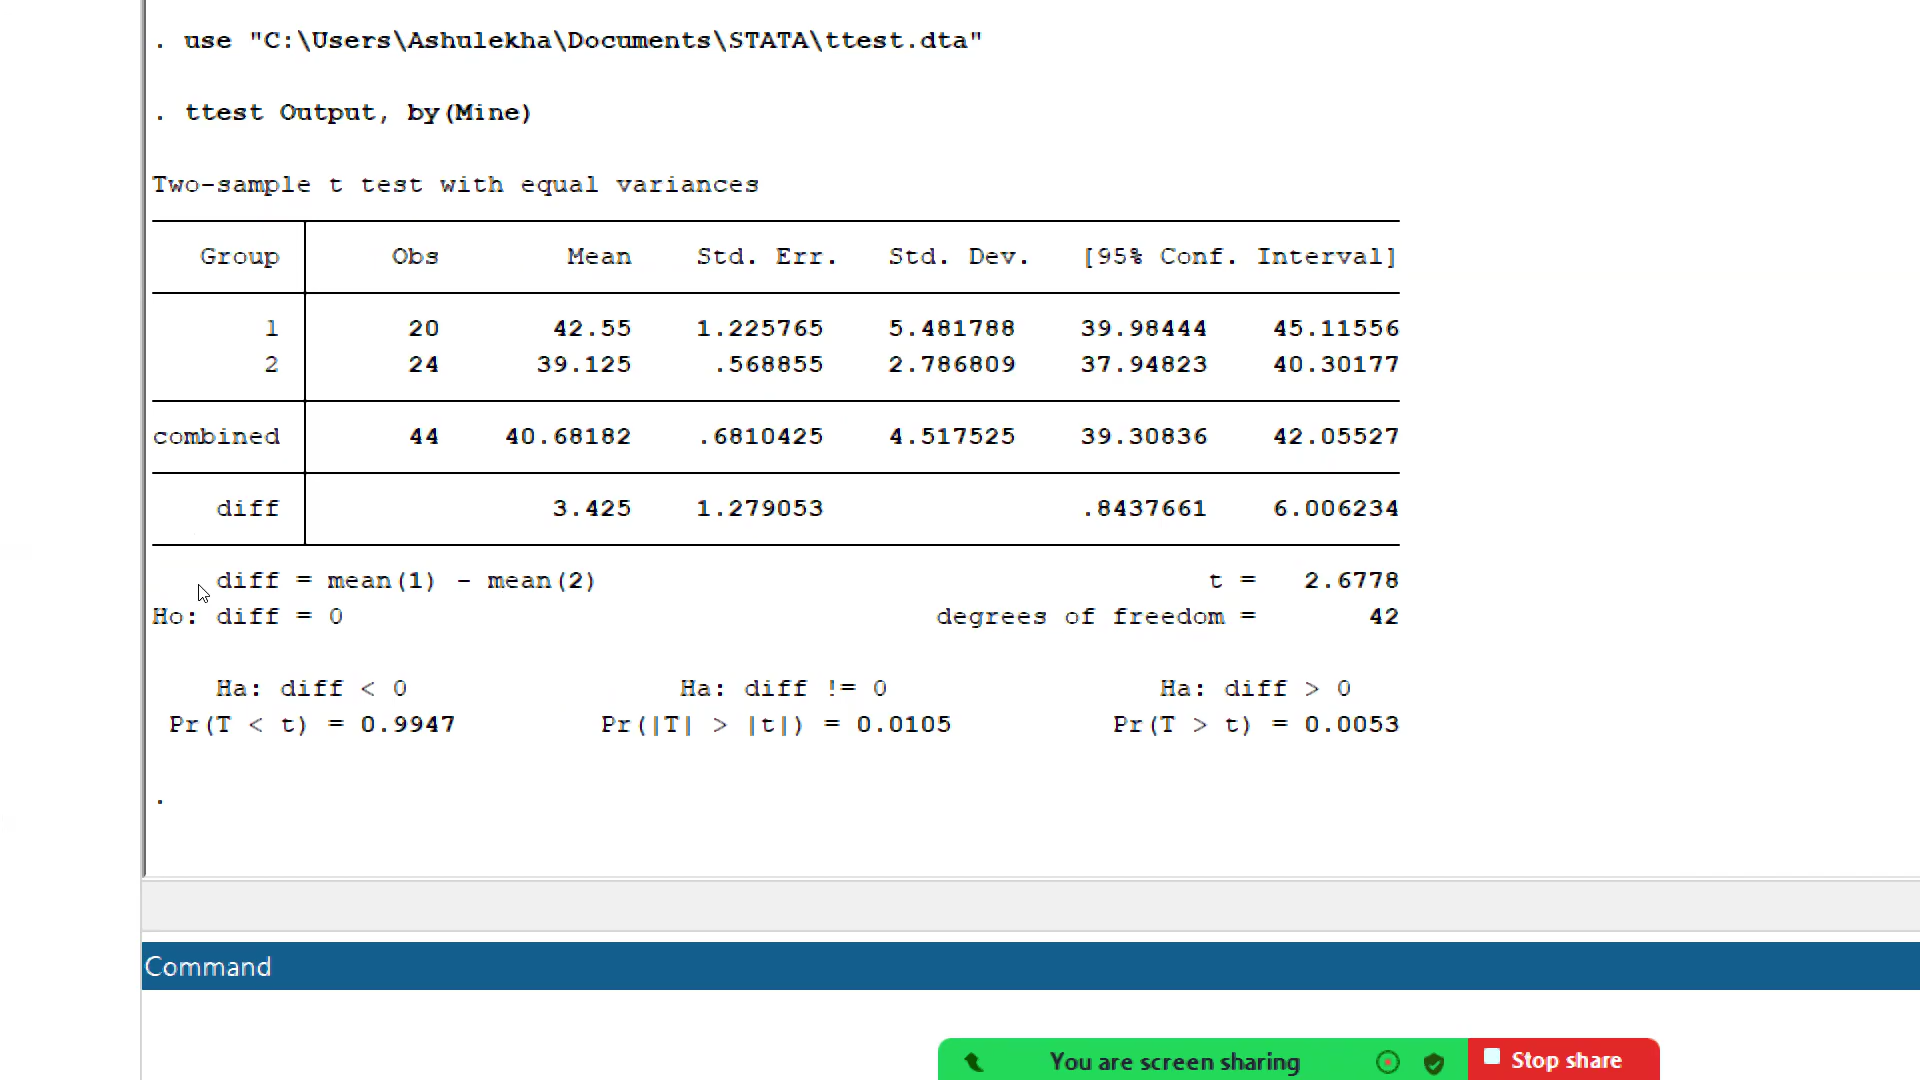 . use "C:\Users\Ashulekha\Documents\STATA\ttest.dta"
. ttest Output, by(Mine)
Two-sample t test with equal variances
Group Obs Mean Std. Err. Std. Dev. [95% Conf. Interval]
1 20 42.55 1.225765 5.481788 39.98444 45.11556
2 24 39.125 .568855 2.786809 37.94823 40.30177
combined 44 40.68182 .6810425 4.517525 39.30836 42.05527
diff 3.425 1.279053 .8437661 6.006234
diff = mean(1) - mean(2) t = 2.6778
Ho: diff = 0 degrees of freedom = 42
Ha: diff < 0 Ha: diff != 0 Ha: diff > 0
Pr(T < t) = 0.9947 Pr(|T| > |t|) = 0.0105 Pr(T > t) = 0.0053
.
Command
You are screen sharing Stop share